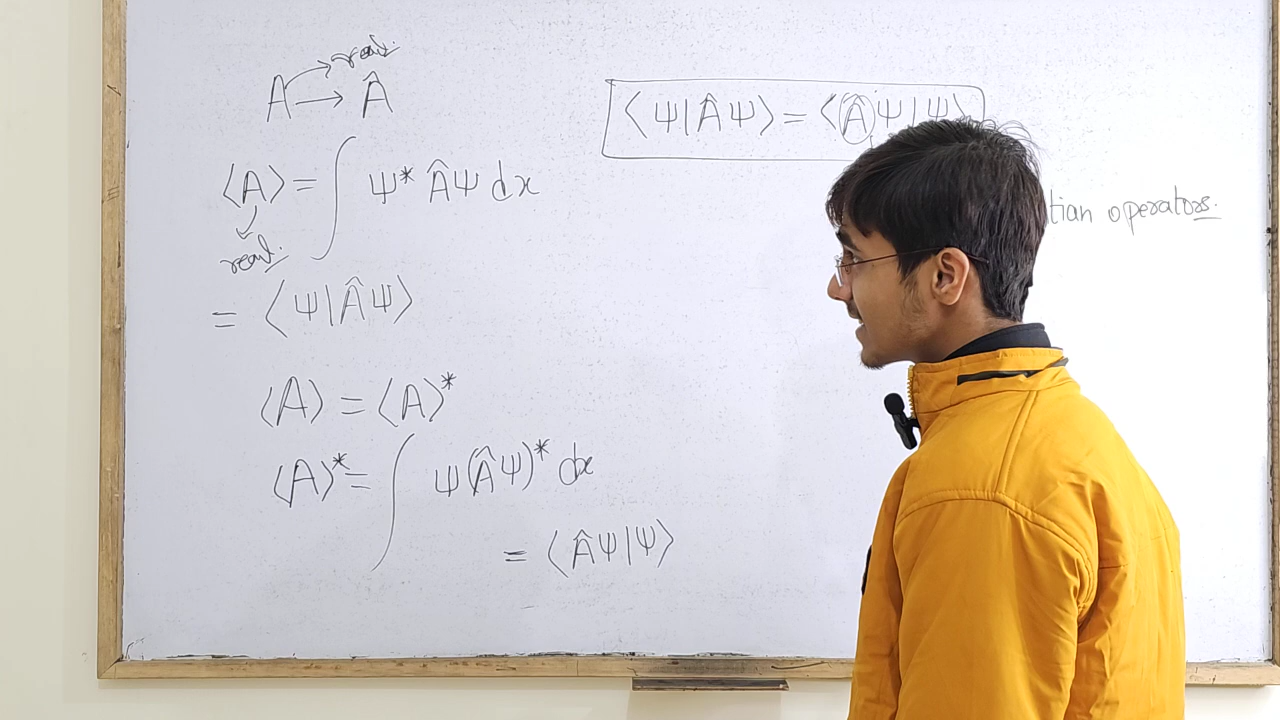 real.
A → Â
⟨A⟩ = ∫ Ψ* ÂΨ dx
real.
= ⟨Ψ|ÂΨ⟩
⟨A⟩ = ⟨A⟩*
⟨A⟩* = ∫ Ψ(ÂΨ)* dx
= ⟨ÂΨ|Ψ⟩
⟨Ψ|ÂΨ⟩ = ⟨ÂΨ|Ψ⟩
tian operators.